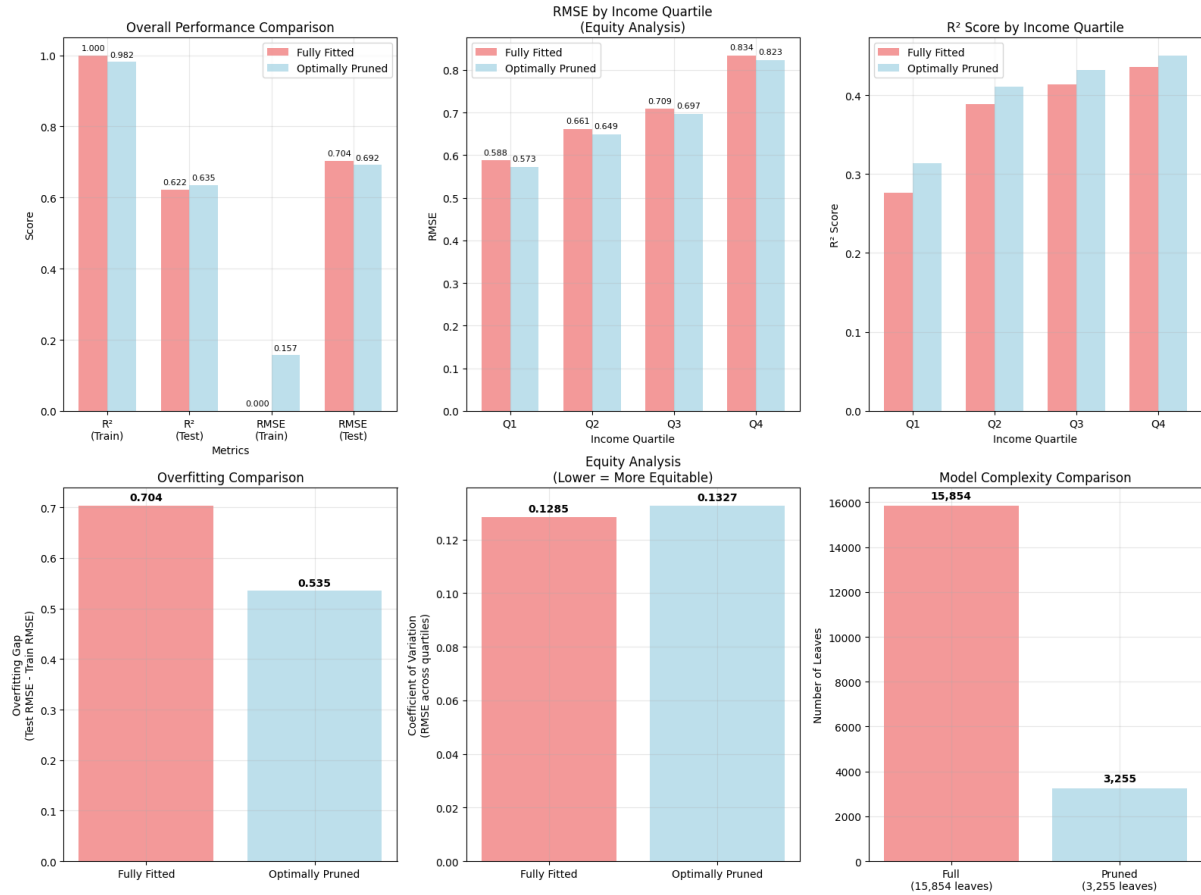 Overall Performance Comparison
Fully Fitted
Optimally Pruned
1.000
0.982
0.622
0.635
0.000
0.157
0.704
0.692
Score
0.0
0.2
0.4
0.6
0.8
1.0
R²
(Train)
R²
(Test)
RMSE
(Train)
RMSE
(Test)
Metrics
RMSE by Income Quartile
(Equity Analysis)
Fully Fitted
Optimally Pruned
0.588
0.573
0.661
0.649
0.709
0.697
0.834
0.823
RMSE
0.0
0.1
0.2
0.3
0.4
0.5
0.6
0.7
0.8
Q1
Q2
Q3
Q4
Income Quartile
R² Score by Income Quartile
Fully Fitted
Optimally Pruned
R² Score
0.0
0.1
0.2
0.3
0.4
Q1
Q2
Q3
Q4
Income Quartile
Overfitting Comparison
0.704
0.535
Overfitting Gap
(Test RMSE - Train RMSE)
0.0
0.1
0.2
0.3
0.4
0.5
0.6
0.7
Fully Fitted
Optimally Pruned
Equity Analysis
(Lower = More Equitable)
0.1285
0.1327
Coefficient of Variation
(RMSE across quartiles)
0.00
0.02
0.04
0.06
0.08
0.10
0.12
Fully Fitted
Optimally Pruned
Model Complexity Comparison
15,854
3,255
Number of Leaves
0
2000
4000
6000
8000
10000
12000
14000
16000
Full
(15,854 leaves)
Pruned
(3,255 leaves)